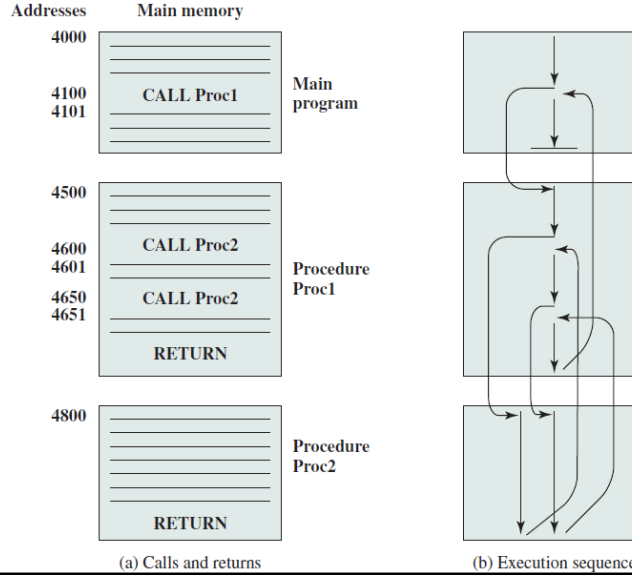 Addresses Main memory
4000
4100 CALL Proc1
4101
Main
program
4500
CALL Proc2
4600
4601
CALL Proc2
4650
4651
Procedure
Proc1
RETURN
4800
Procedure
Proc2
RETURN
(a) Calls and returns
(b) Execution sequence